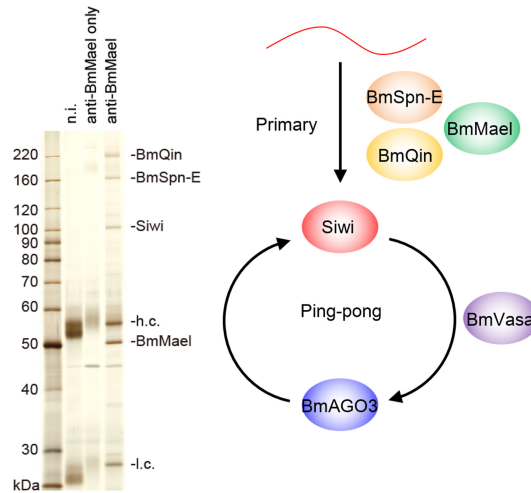 n.i.
anti-BmMael only
anti-BmMael
220
160
120
100
90
80
70
60
50
40
30
kDa
-BmQin
-BmSpn-E
-Siwi
-h.c.
-BmMael
-l.c.
Primary
BmSpn-E
BmMael
BmQin
Siwi
Ping-pong
BmVasa
BmAGO3